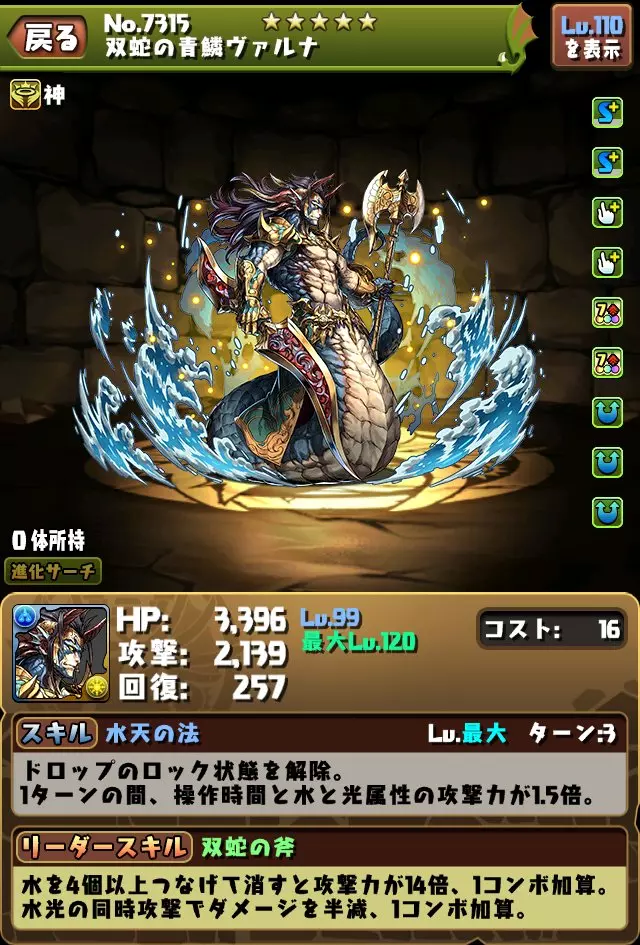 戻る
No.7315
★★★★★
双蛇の青鱗ヴァルナ
Lv.110
を表示
神
S+
S+
+
+
7
7
0体所持
進化サーチ
HP: 3,396 Lv.99
攻撃: 2,139 最大Lv.120
回復: 257
コスト: 16
スキル 水天の法 Lv.最大 ターン:3
ドロップのロック状態を解除。
1ターンの間、操作時間と水と光属性の攻撃力が1.5倍。
リーダースキル 双蛇の斧
水を4個以上つなげて消すと攻撃力が14倍、1コンボ加算。
水光の同時攻撃でダメージを半減、1コンボ加算。